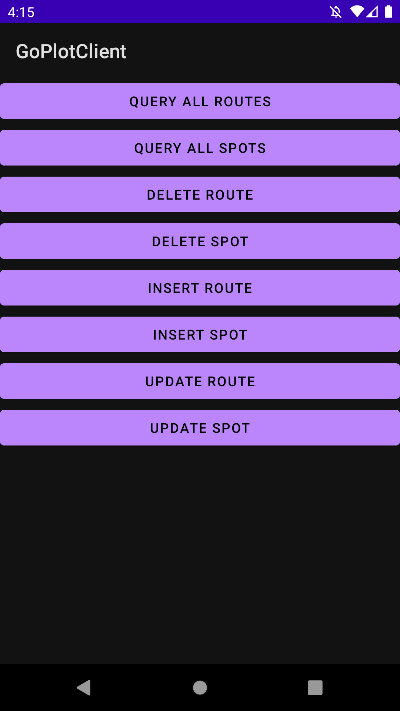 4:15
GoPlotClient
QUERY ALL ROUTES
QUERY ALL SPOTS
DELETE ROUTE
DELETE SPOT
INSERT ROUTE
INSERT SPOT
UPDATE ROUTE
UPDATE SPOT